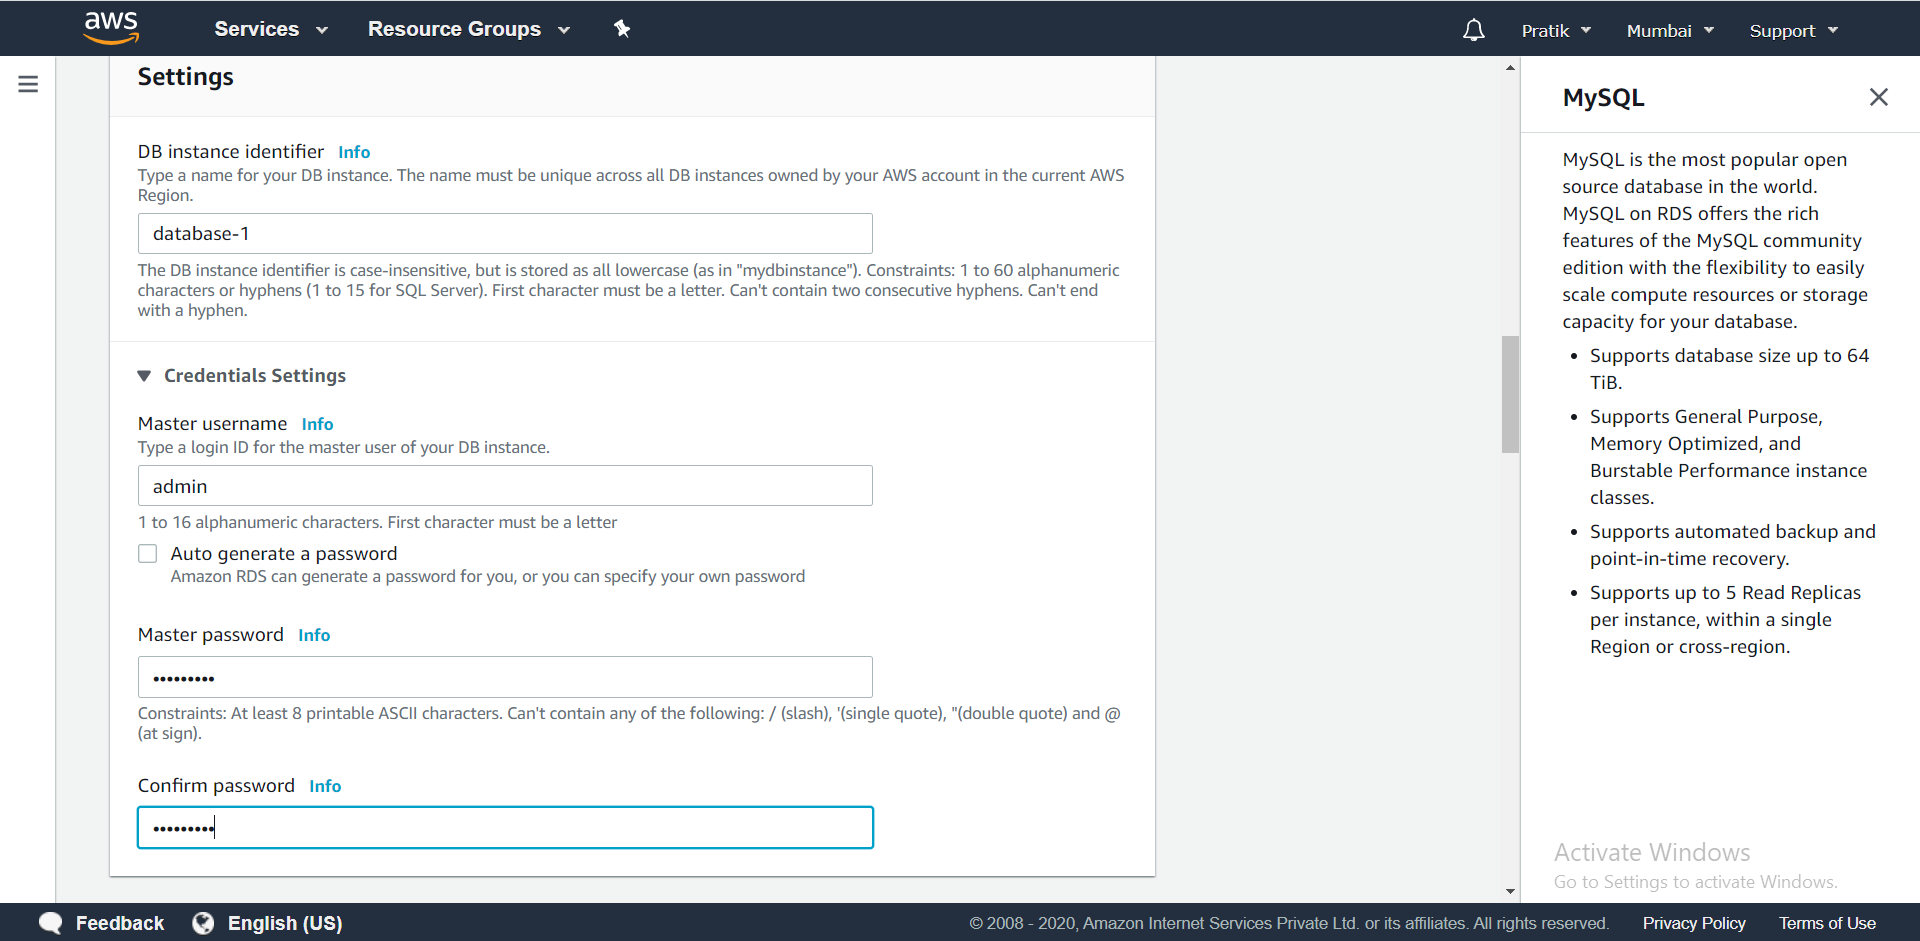 aws
Services
Resource Groups
Pratik
Mumbai
Support
Settings
DB instance identifier Info
Type a name for your DB instance. The name must be unique across all DB instances owned by your AWS account in the current AWS
Region.
database-1
The DB instance identifier is case-insensitive, but is stored as all lowercase (as in "mydbinstance"). Constraints: 1 to 60 alphanumeric
characters or hyphens (1 to 15 for SQL Server). First character must be a letter. Can't contain two consecutive hyphens. Can't end
with a hyphen.
Credentials Settings
Master username Info
Type a login ID for the master user of your DB instance.
admin
1 to 16 alphanumeric characters. First character must be a letter
Auto generate a password
Amazon RDS can generate a password for you, or you can specify your own password
Master password Info
•••••••••
Constraints: At least 8 printable ASCII characters. Can't contain any of the following: / (slash), '(single quote), "(double quote) and @
(at sign).
Confirm password Info
•••••••••
MySQL
MySQL is the most popular open
source database in the world.
MySQL on RDS offers the rich
features of the MySQL community
edition with the flexibility to easily
scale compute resources or storage
capacity for your database.
• Supports database size up to 64
TiB.
• Supports General Purpose,
Memory Optimized, and
Burstable Performance instance
classes.
• Supports automated backup and
point-in-time recovery.
• Supports up to 5 Read Replicas
per instance, within a single
Region or cross-region.
Activate Windows
Go to Settings to activate Windows.
Feedback
English (US)
© 2008 - 2020, Amazon Internet Services Private Ltd. or its affiliates. All rights reserved.
Privacy Policy
Terms of Use